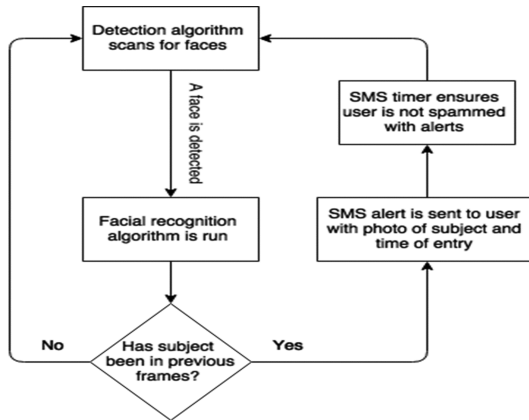 Detection algorithm
scans for faces
A face is detected
Facial recognition
algorithm is run
Has subject
been in previous
frames?
No
Yes
SMS alert is sent to user
with photo of subject and
time of entry
SMS timer ensures
user is not spammed
with alerts